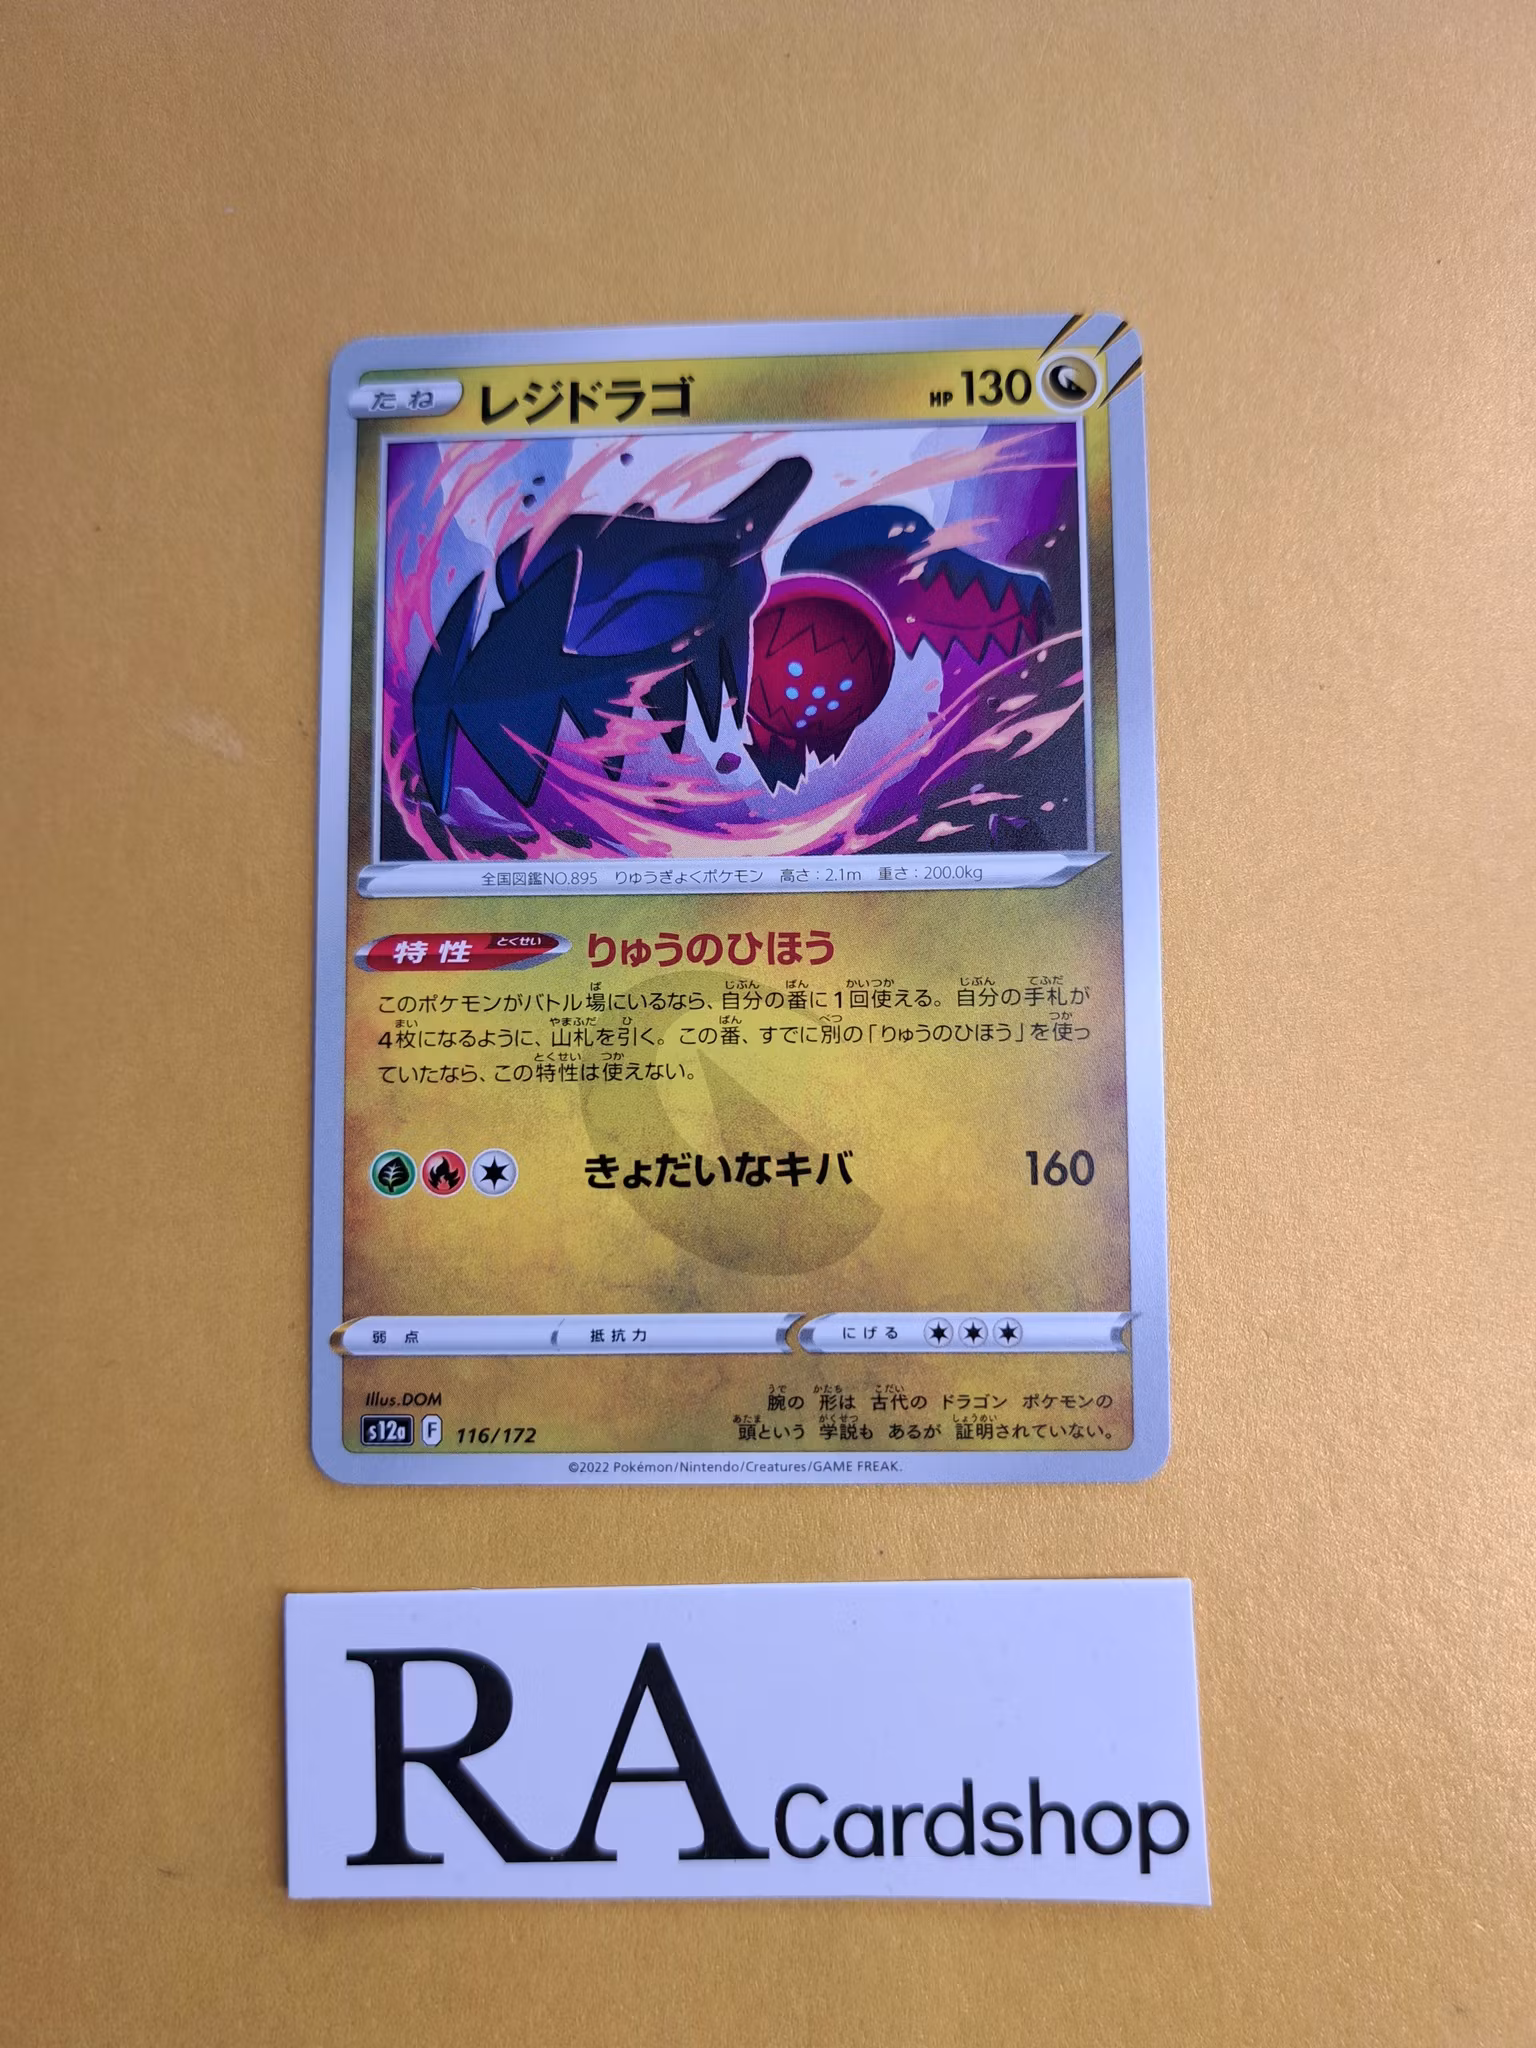 たね レジドラゴ HP 130
全国図鑑NO.895 りゅうぎょくポケモン 高さ：2.1m 重さ：200.0kg
特性 とくせい りゅうのひほう
このポケモンがバトル場にいるなら、自分の番に1回使える。自分の手札が
4枚になるように、山札を引く。この番、すでに別の「りゅうのひほう」を使っ
ていたなら、この特性は使えない。
きょだいなキバ 160
弱点 抵抗力 にげる
Illus.DOM
腕の 形は 古代の ドラゴン ポケモンの
頭という 学説も あるが 証明されていない。
s12a F 116/172
©2022 Pokémon/Nintendo/Creatures/GAME FREAK.
RA Cardshop